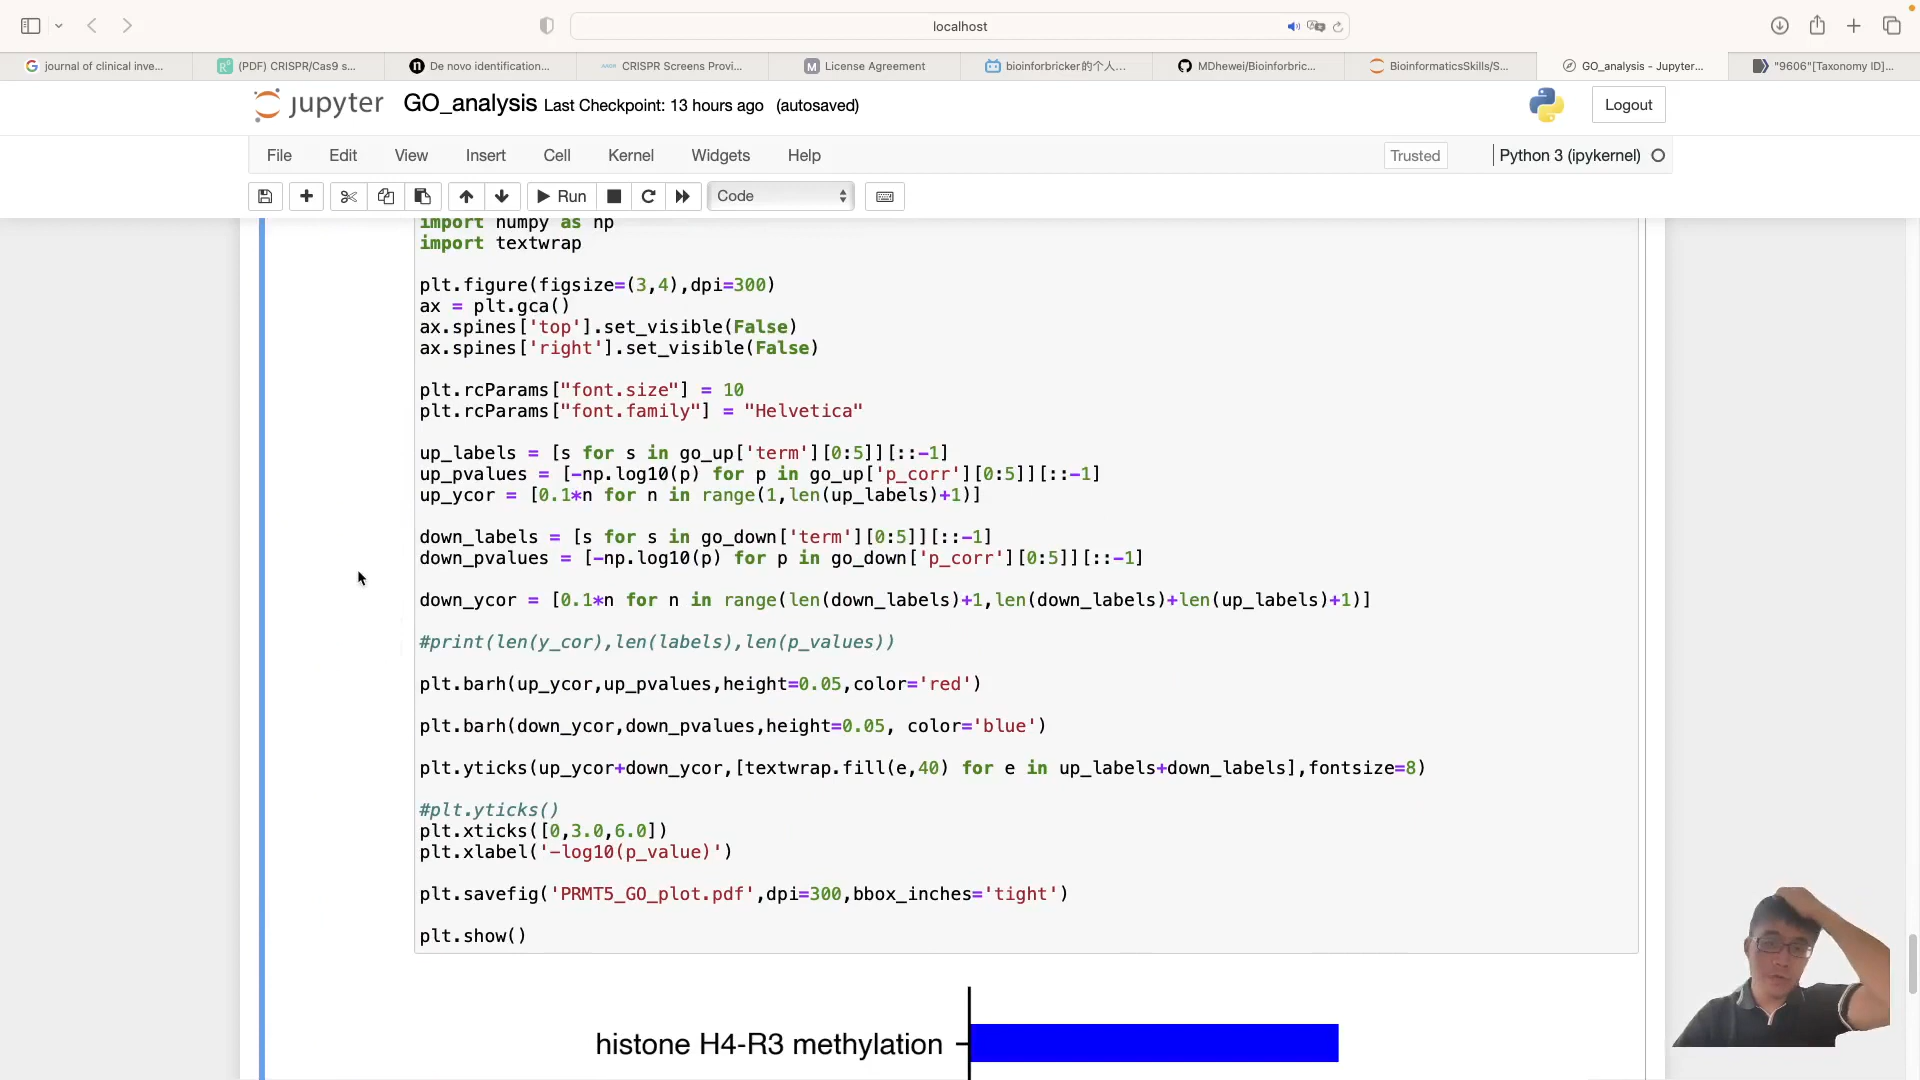 localhost
journal of clinical inve...
(PDF) CRISPR/Cas9 s...
De novo identification...
CRISPR Screens Provi...
License Agreement
bioinforbricker的个人...
MDhewei/Bioinforbric...
BioinformaticsSkills/S...
GO_analysis - Jupyter...
"9606"[Taxonomy ID]...
jupyter GO_analysis Last Checkpoint: 13 hours ago (autosaved)
Logout
File Edit View Insert Cell Kernel Widgets Help
Trusted
Python 3 (ipykernel)
Run
Code
import numpy as np
import textwrap
plt.figure(figsize=(3,4),dpi=300)
ax = plt.gca()
ax.spines['top'].set_visible(False)
ax.spines['right'].set_visible(False)
plt.rcParams["font.size"] = 10
plt.rcParams["font.family"] = "Helvetica"
up_labels = [s for s in go_up['term'][0:5]][::-1]
up_pvalues = [-np.log10(p) for p in go_up['p_corr'][0:5]][::-1]
up_ycor = [0.1*n for n in range(1,len(up_labels)+1)]
down_labels = [s for s in go_down['term'][0:5]][::-1]
down_pvalues = [-np.log10(p) for p in go_down['p_corr'][0:5]][::-1]
down_ycor = [0.1*n for n in range(len(down_labels)+1,len(down_labels)+len(up_labels)+1)]
#print(len(y_cor),len(labels),len(p_values))
plt.barh(up_ycor,up_pvalues,height=0.05,color='red')
plt.barh(down_ycor,down_pvalues,height=0.05, color='blue')
plt.yticks(up_ycor+down_ycor,[textwrap.fill(e,40) for e in up_labels+down_labels],fontsize=8)
#plt.yticks()
plt.xticks([0,3.0,6.0])
plt.xlabel('-log10(p_value)')
plt.savefig('PRMT5_GO_plot.pdf',dpi=300,bbox_inches='tight')
plt.show()
histone H4-R3 methylation